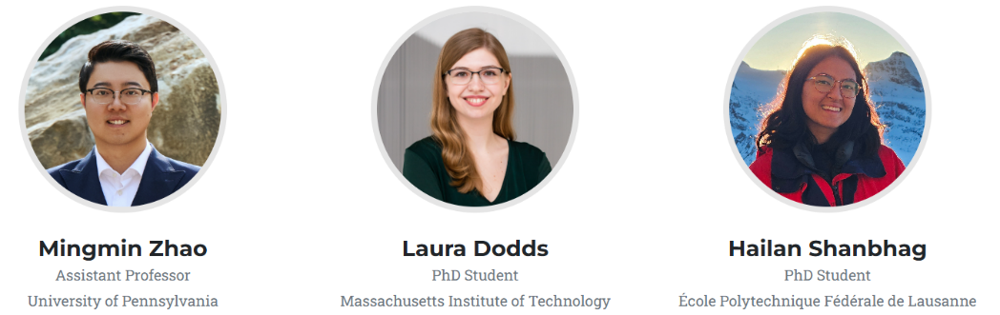 Mingmin Zhao
Assistant Professor
University of Pennsylvania
Laura Dodds
PhD Student
Massachusetts Institute of Technology
Hailan Shanbhag
PhD Student
École Polytechnique Fédérale de Lausanne